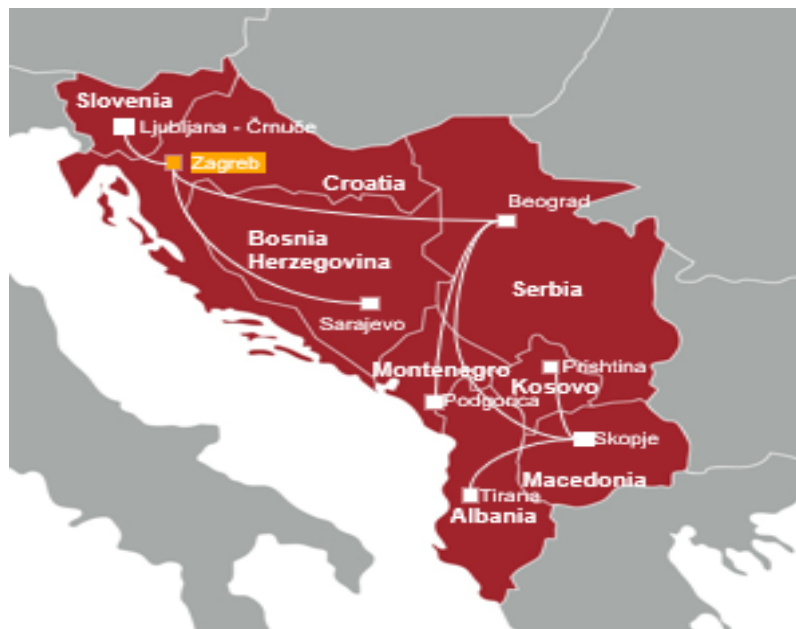 Slovenia
Ljubljana - Črnuče
Zagreb
Croatia
Beograd
Bosnia
Herzegovina
Serbia
Sarajevo
Montenegro
Prishtina
Kosovo
Podgorica
Skopje
Macedonia
Tirana
Albania